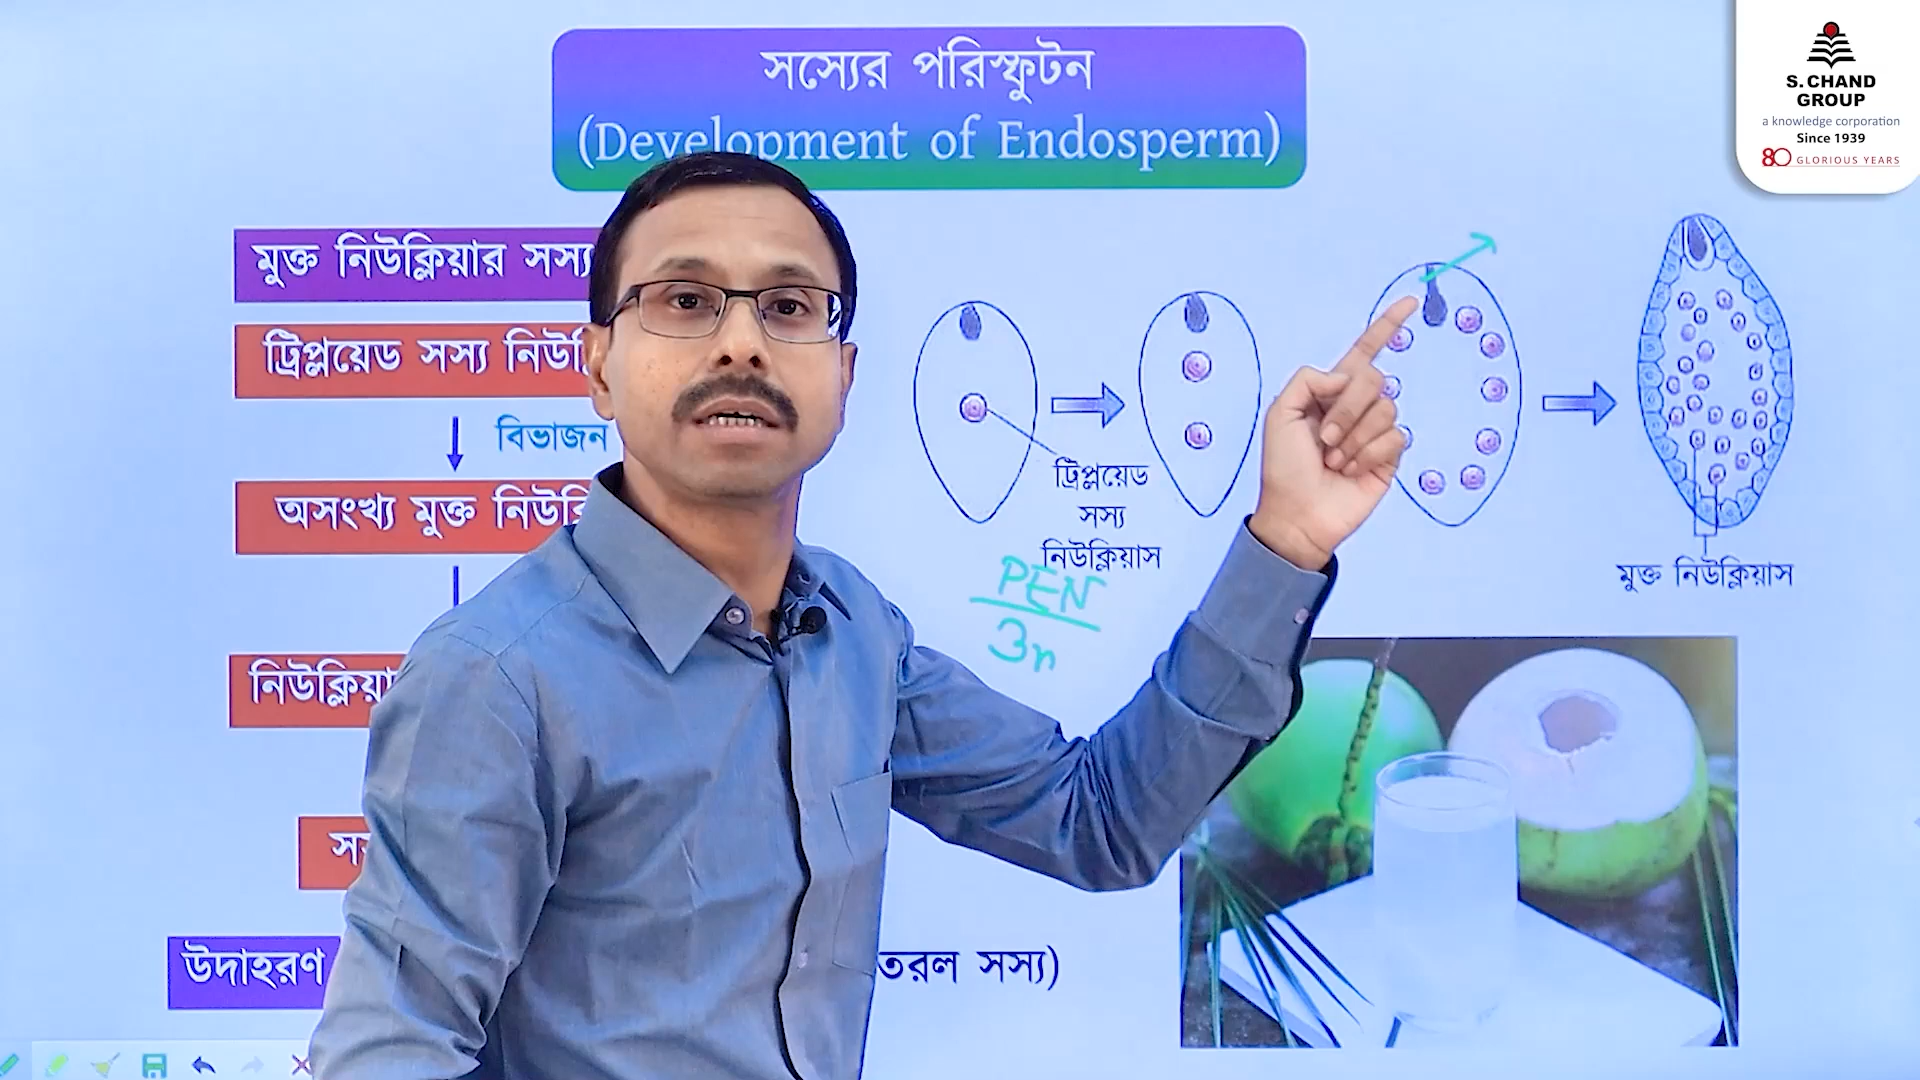 সস্যের পরিস্ফুটন
(Development of Endosperm)
S. CHAND
GROUP
a knowledge corporation
Since 1939
80 GLORIOUS YEARS
মুক্ত নিউক্লিয়ার সস্য
ট্রিপ্লয়েড সস্য
বিভাজন
অসংখ্য মুক্ত
ট্রিপ্লয়েড
সস্য
নিউক্লিয়াস
PEN
3n
মুক্ত নিউক্লিয়াস
উদাহরণ
তরল সস্য)